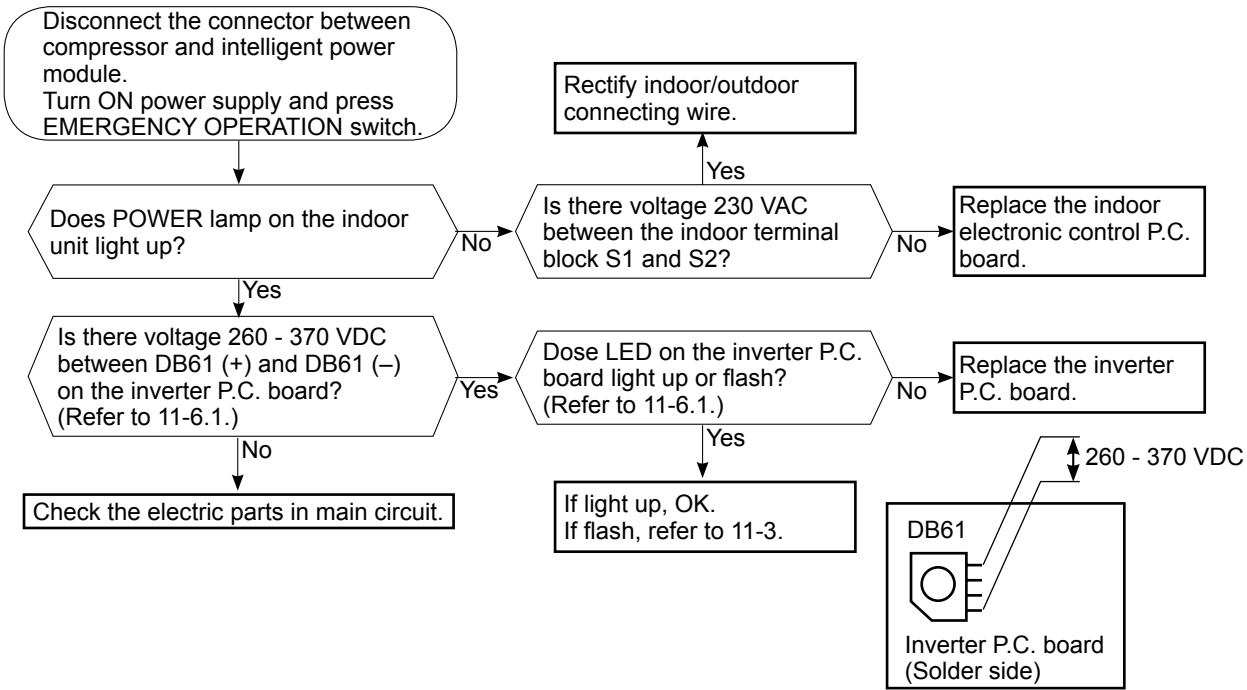 Disconnect the connector between
compressor and intelligent power
module.
Turn ON power supply and press
EMERGENCY OPERATION switch.
Rectify indoor/outdoor
connecting wire.
Yes
Does POWER lamp on the indoor
unit light up?
No
Is there voltage 230 VAC
between the indoor terminal
block S1 and S2?
No
Replace the indoor
electronic control P.C.
board.
Yes
Is there voltage 260 - 370 VDC
between DB61 (+) and DB61 (–)
on the inverter P.C. board?
(Refer to 11-6.1.)
Yes
Dose LED on the inverter P.C.
board light up or flash?
(Refer to 11-6.1.)
No
Replace the inverter
P.C. board.
No
Yes
Check the electric parts in main circuit.
If light up, OK.
If flash, refer to 11-3.
260 - 370 VDC
DB61
Inverter P.C. board
(Solder side)